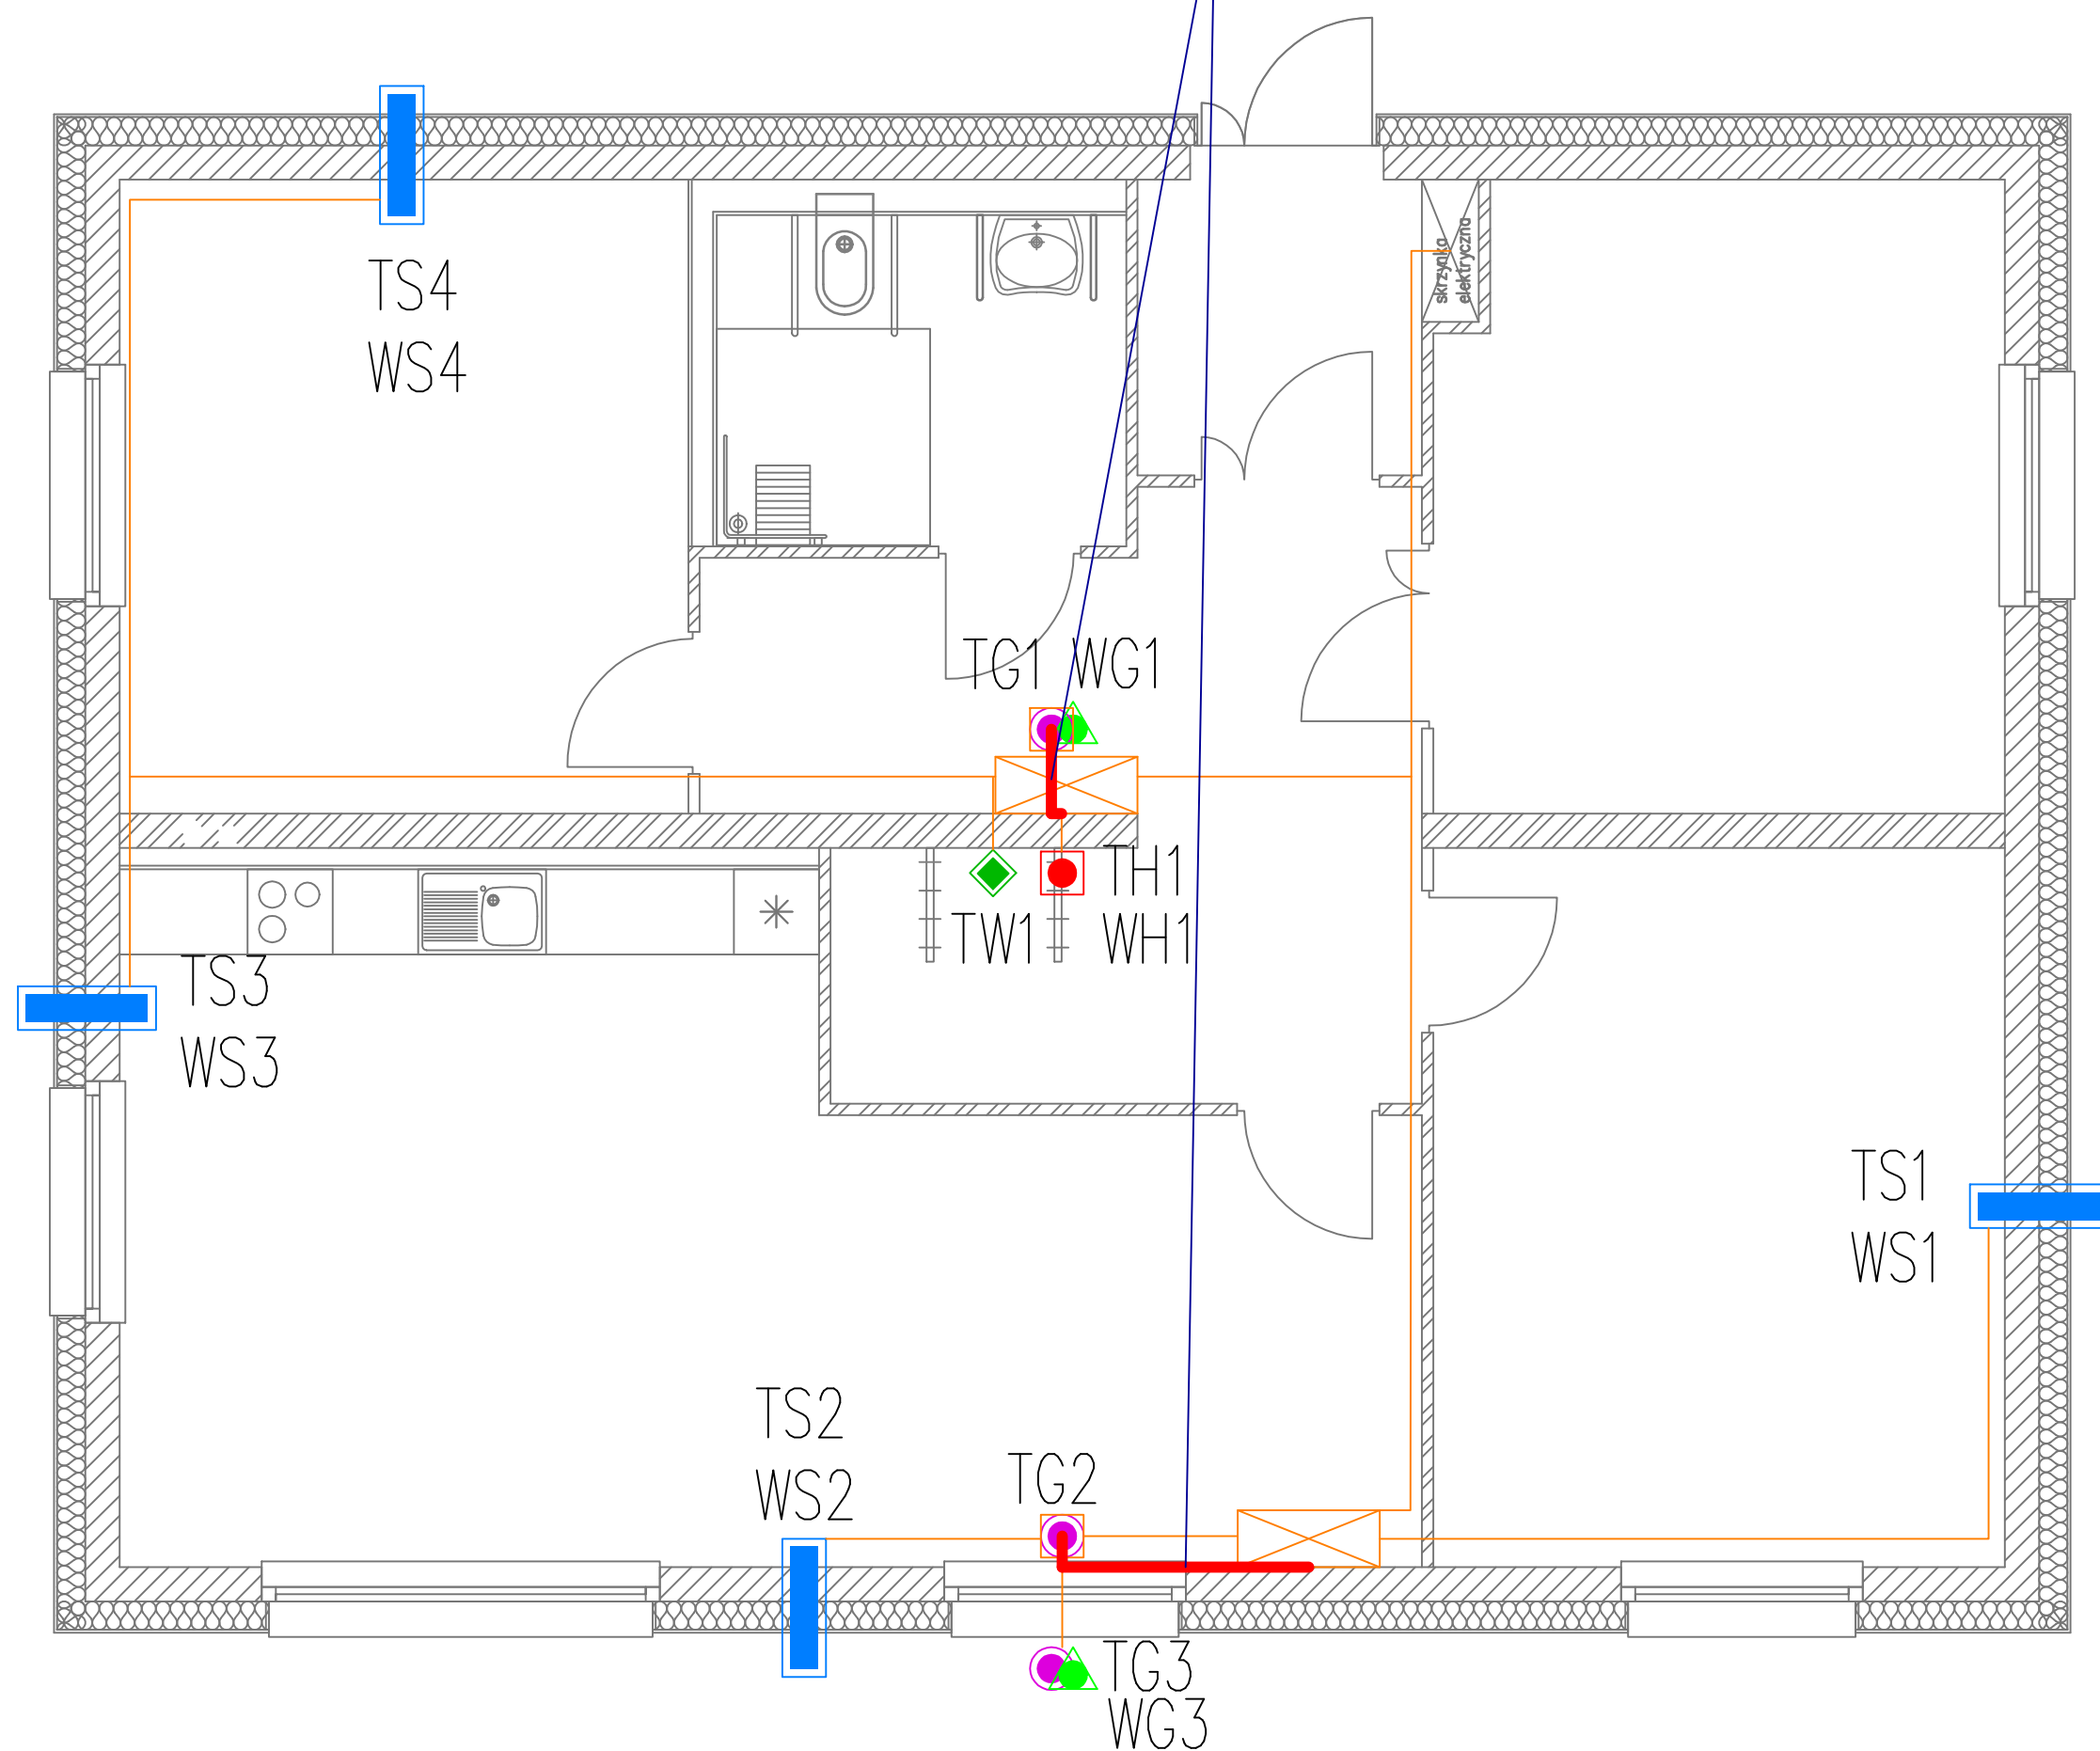 TS4
WS4
skrzynka
elektryczna
TG1 WG1
TH1
TW1 WH1
TS3
WS3
TS1
WS1
TS2
WS2
TG2
TG3
WG3